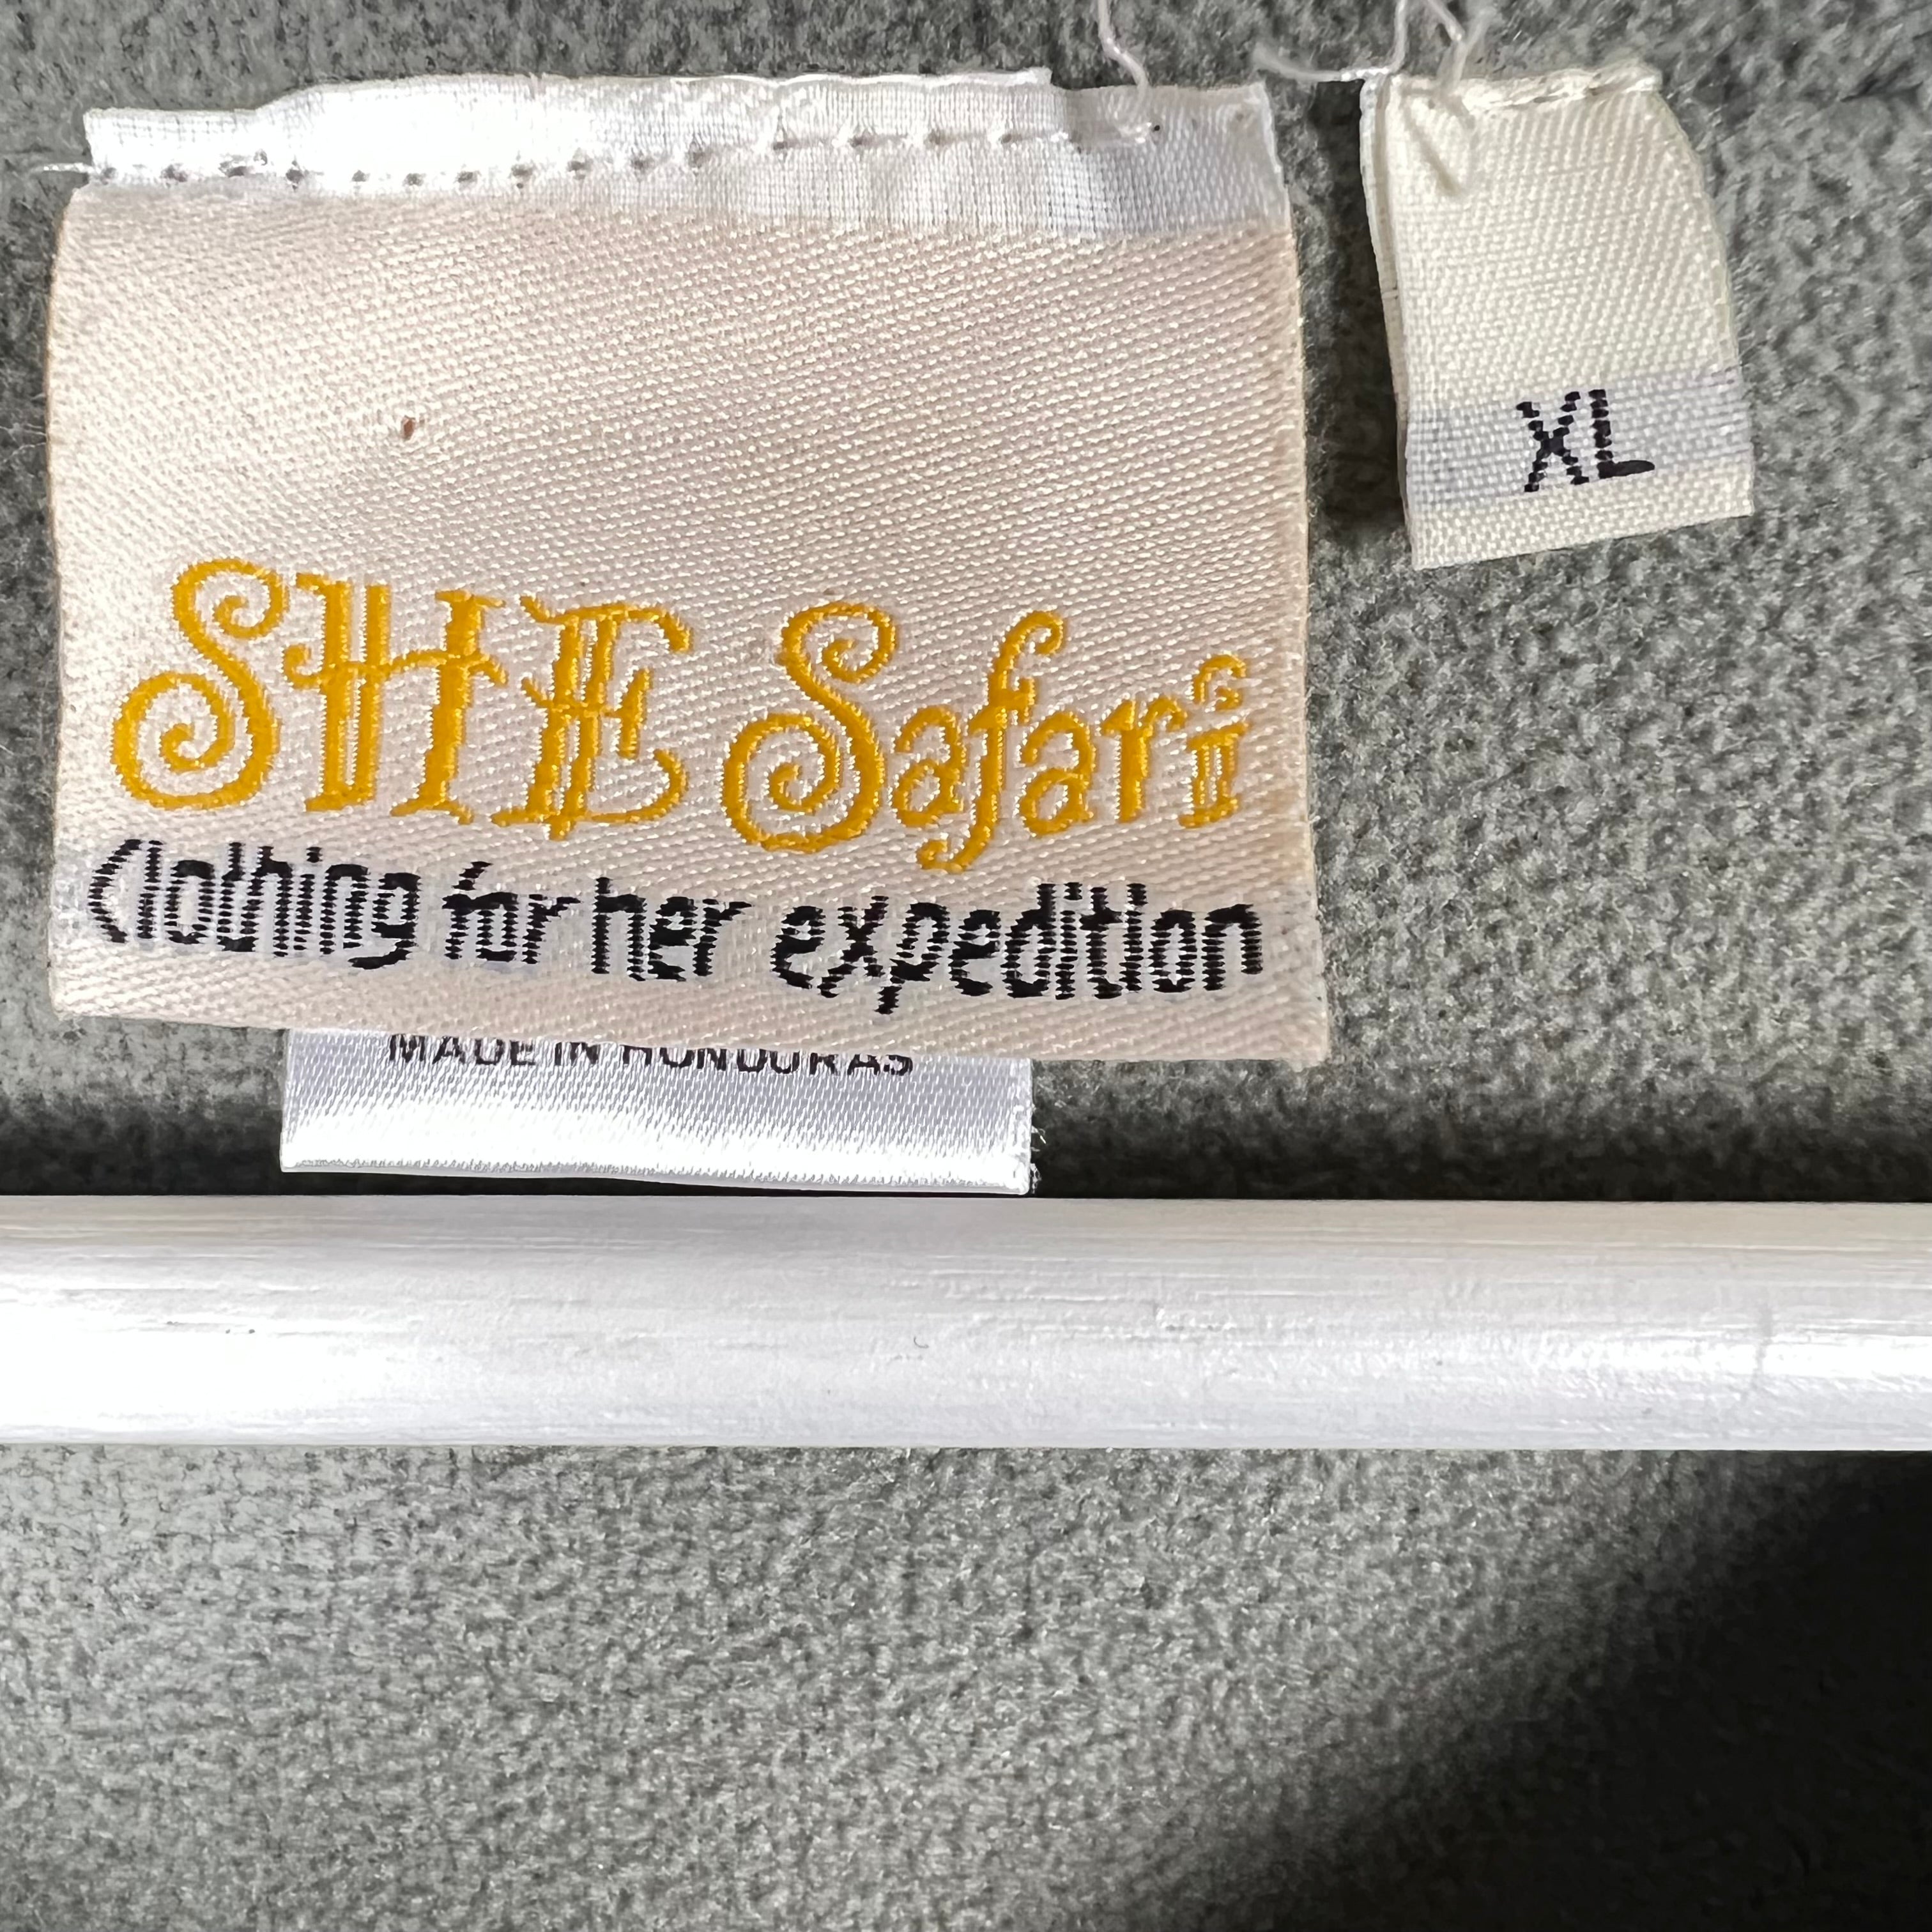 SHE Safari
Clothing for her expedition
MADE IN HONDURAS
XL